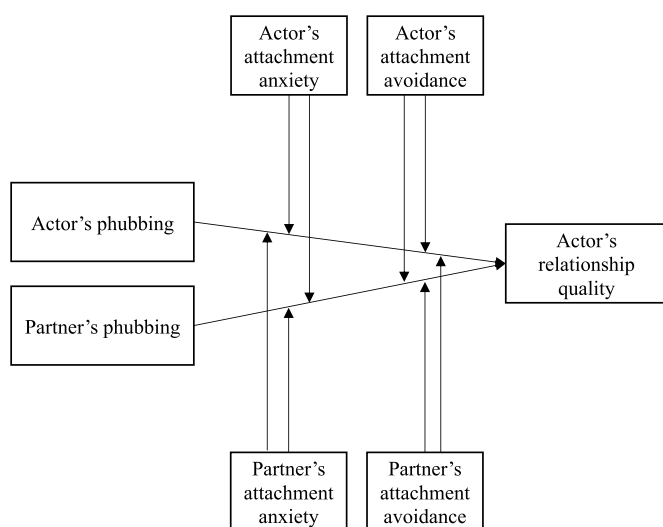 Actor’s
attachment
anxiety
Actor’s
attachment
avoidance
Actor’s phubbing
Partner’s phubbing
Actor’s
relationship
quality
Partner’s
attachment
anxiety
Partner’s
attachment
avoidance